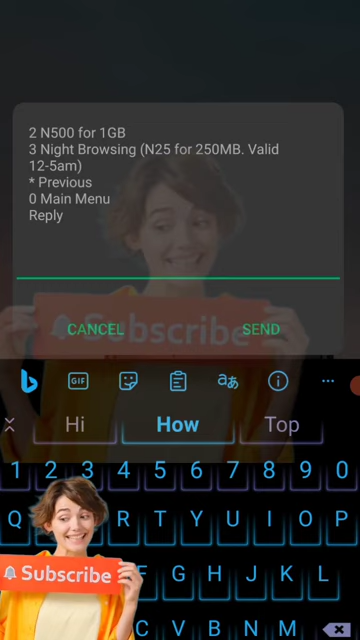 2 N500 for 1GB
3 Night Browsing (N25 for 250MB. Valid
12-5am)
* Previous
0 Main Menu
Reply
Subscribe
CANCEL SEND
GIF
Hi How Top
1 2 3 4 5 6 7 8 9 0
Q R T Y U I O P
F G H J K L
Subscribe
C V B N M